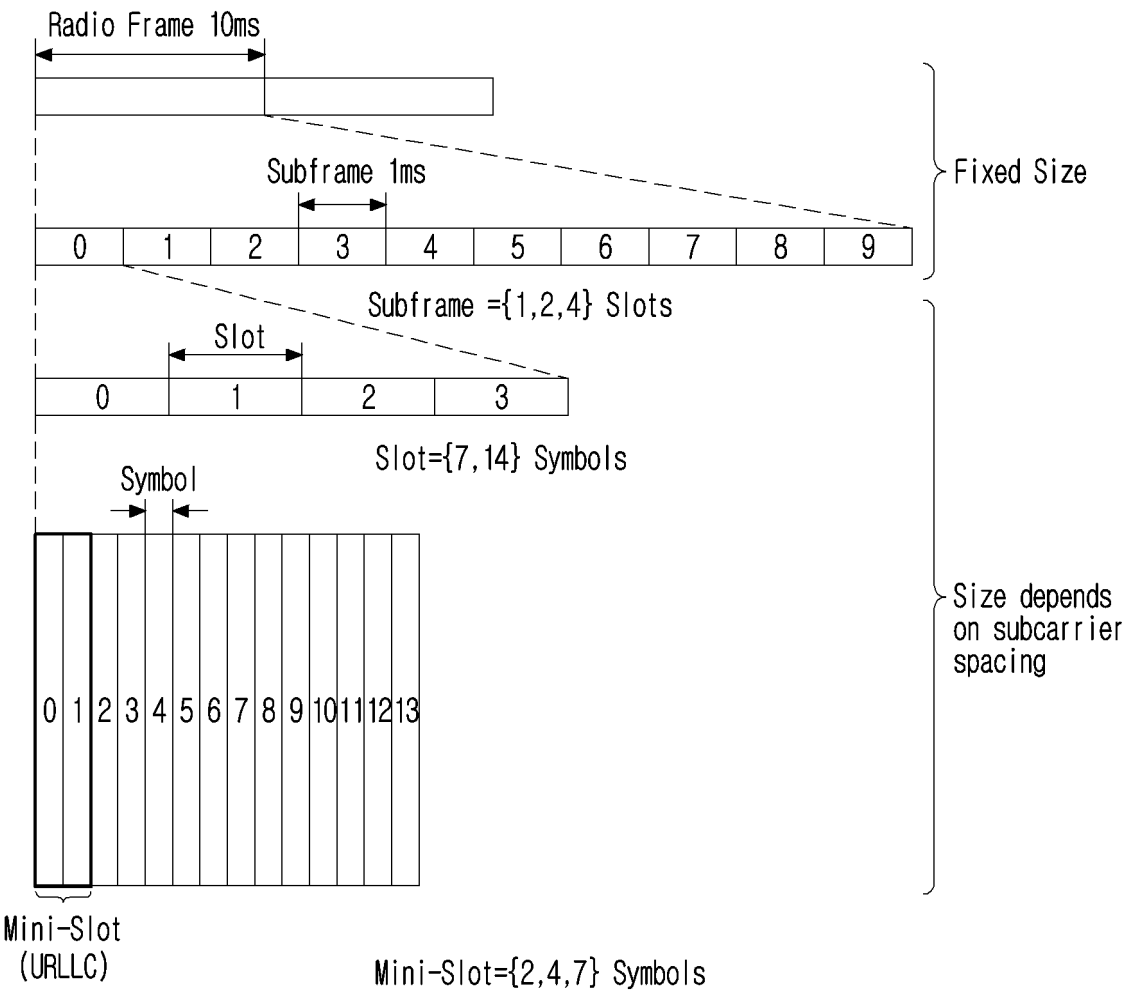 Radio Frame 10ms
Subframe 1ms
Fixed Size
0 1 2 3 4 5 6 7 8 9
Subframe ={1,2,4} Slots
Slot
0 1 2 3
Slot={7,14} Symbols
Symbol
Size depends
on subcarrier
spacing
0 1 2 3 4 5 6 7 8 9 10 11 12 13
Mini-Slot
(URLLC)
Mini-Slot={2,4,7} Symbols